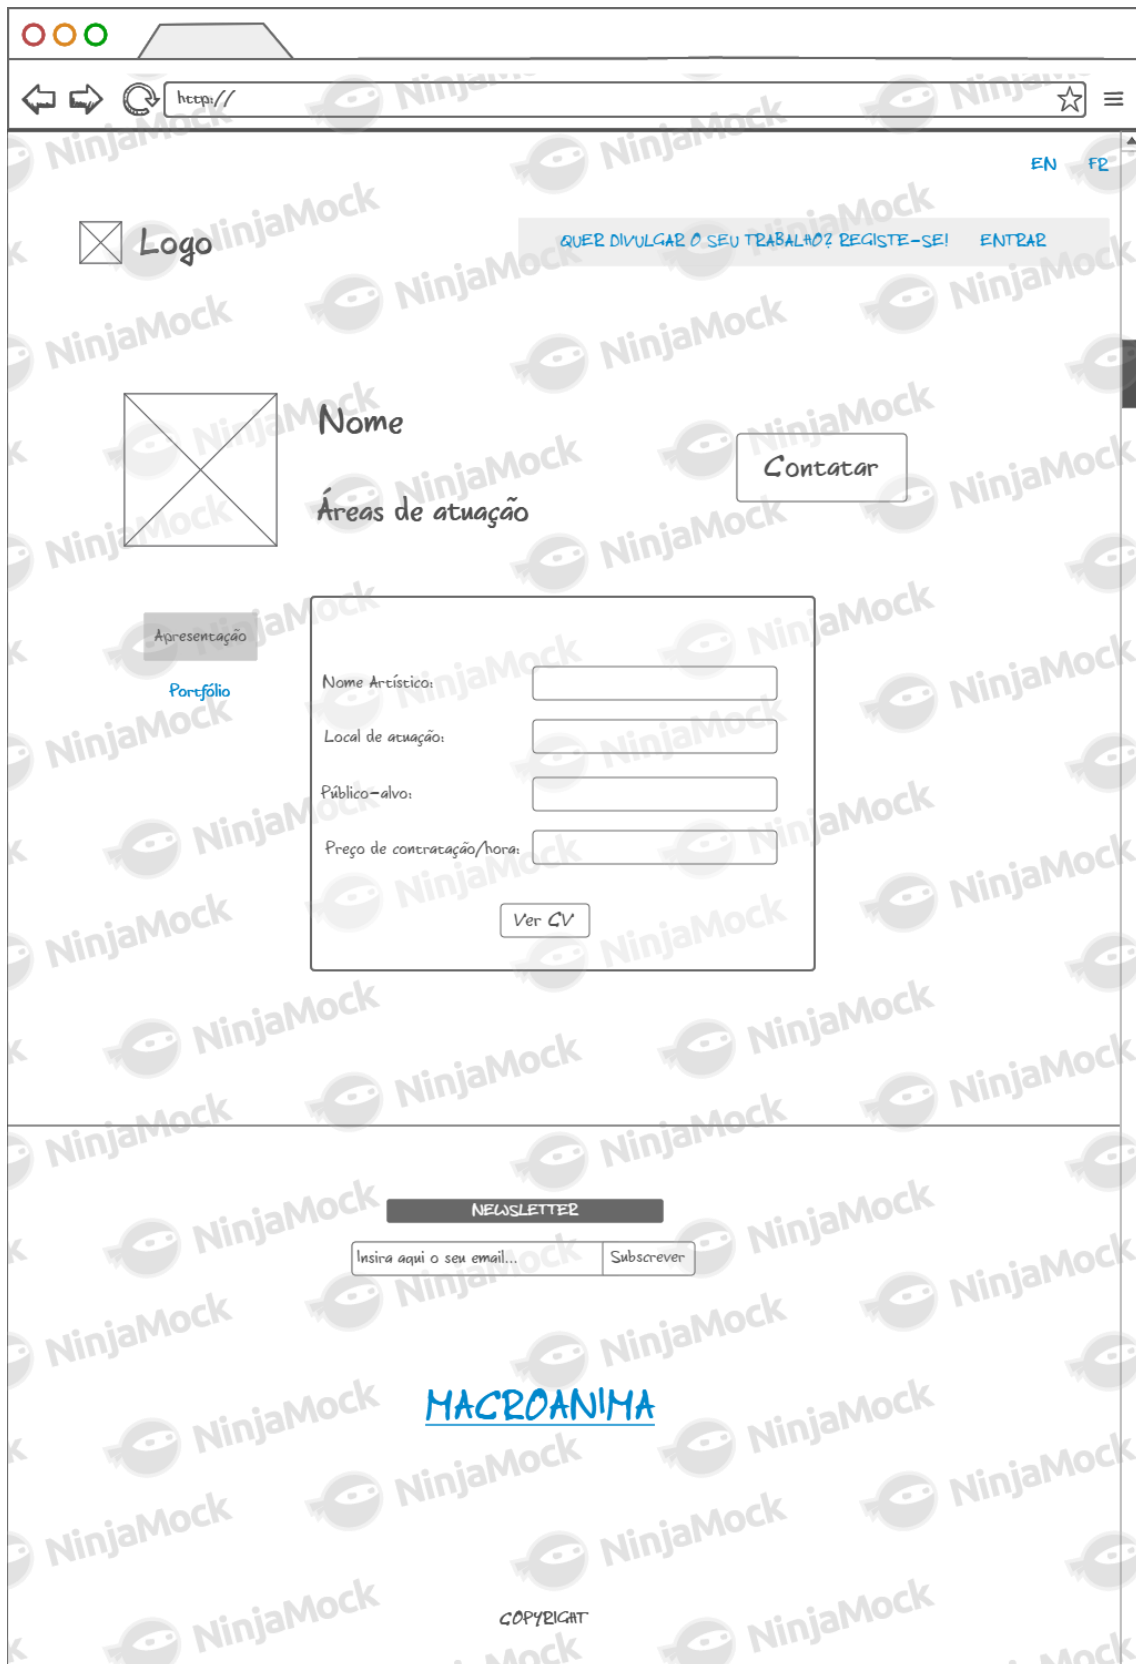 http://
EN FR
Logo
QUER DIVULGAR O SEU TRABALHO? REGISTE-SE! ENTRAR
Nome
Contatar
Áreas de atuação
Apresentação
Portfólio
Nome Artístico:
Local de atuação:
Público-alvo:
Preço de contratação/hora:
Ver CV
NEWSLETTER
Insira aqui o seu email... Subscrever
MACROANIMA
COPYRIGHT
NinjaMock